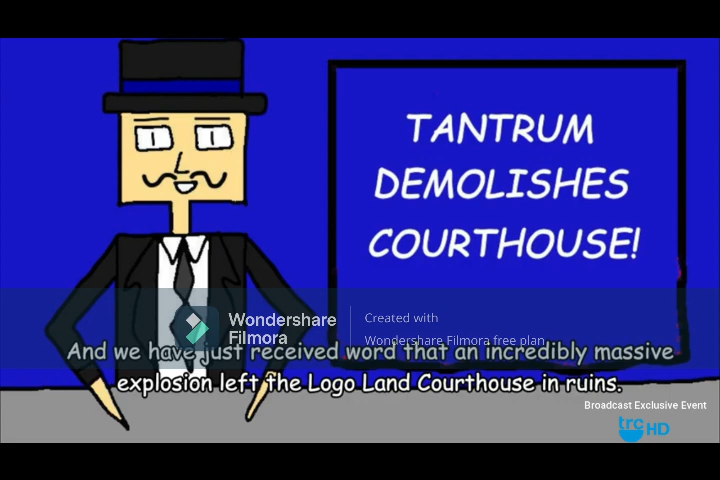 TANTRUM
DEMOLISHES
COURTHOUSE!
Wondershare
Filmora
Created with
Wondershare Filmora free plan
And we have just received word that an incredibly massive
explosion left the Logo Land Courthouse in ruins.
Broadcast Exclusive Event
trc HD